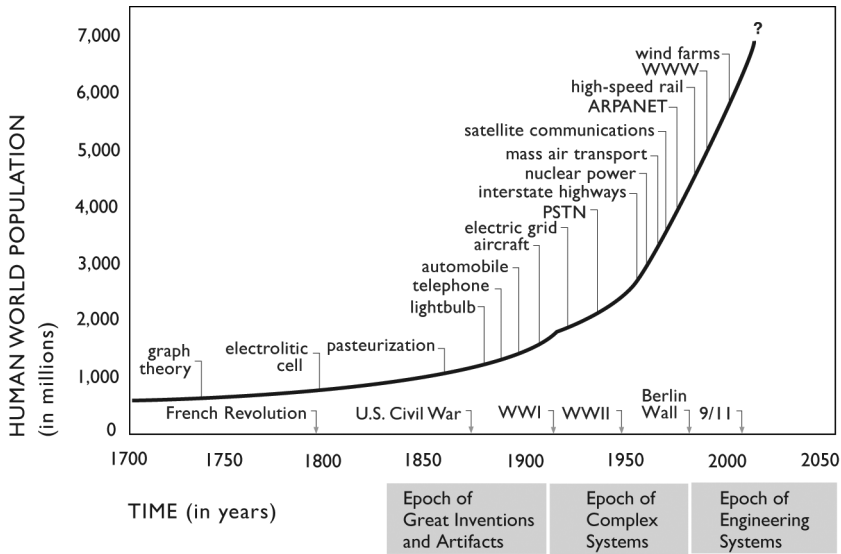 HUMAN WORLD POPULATION
(in millions)
7,000
6,000
5,000
4,000
3,000
2,000
1,000
0
?
wind farms
WWW
high-speed rail
ARPANET
satellite communications
mass air transport
nuclear power
interstate highways
PSTN
electric grid
aircraft
automobile
telephone
lightbulb
pasteurization
electrolitic
cell
graph
theory
French Revolution
U.S. Civil War
WWI
WWII
Berlin
Wall
9/11
1700
1750
1800
1850
1900
1950
2000
2050
TIME (in years)
Epoch of
Great Inventions
and Artifacts
Epoch of
Complex
Systems
Epoch of
Engineering
Systems